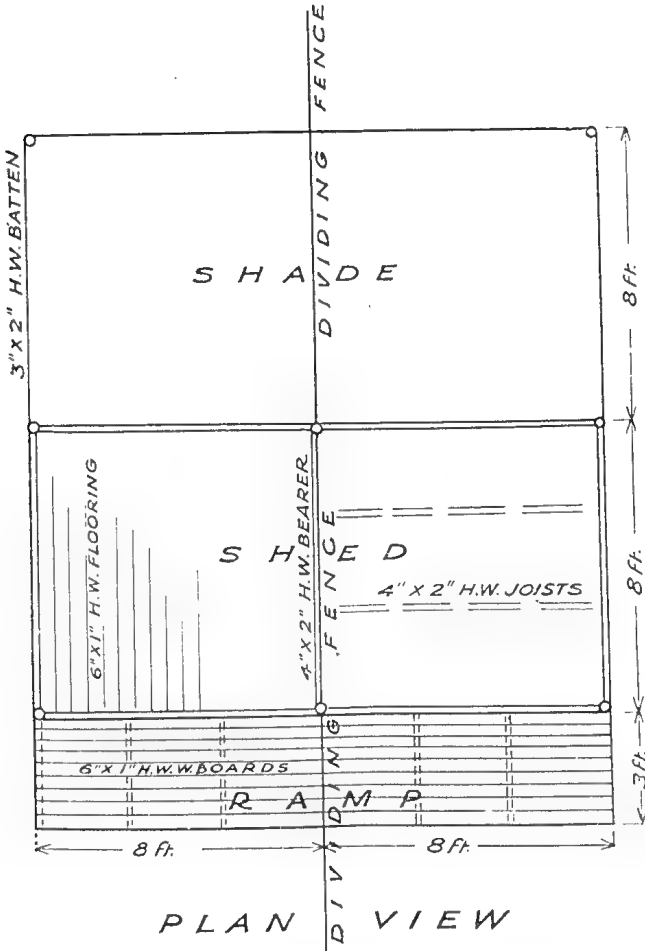 DIVIDING FENCE
3"X2" H.W. BATTEN
SHADE
8 ft.
6"X1" H.W. FLOORING
4"X2" H.W. BEARER
SHED
4"X2" H.W. JOISTS
8 ft.
6"X1" H.W.W. BOARDS
RAMP
3 ft.
DIVIDING FENCE
8 ft.
8 ft.
PLAN VIEW